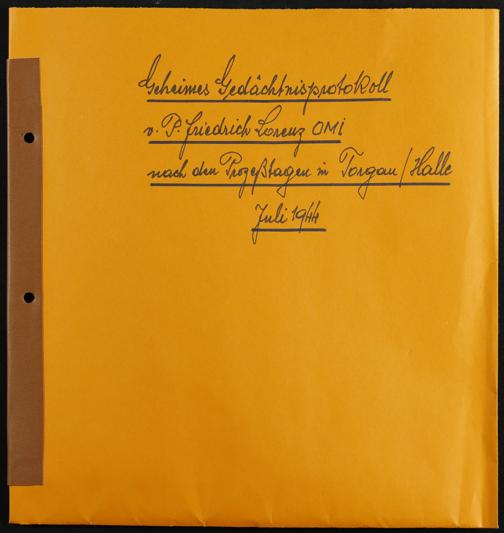 Geheimes Gedächtnisprotokoll
v. P. Friedrich Lorenz OMI
nach den Prozeßtagen in Torgau/Halle
Juli 1944